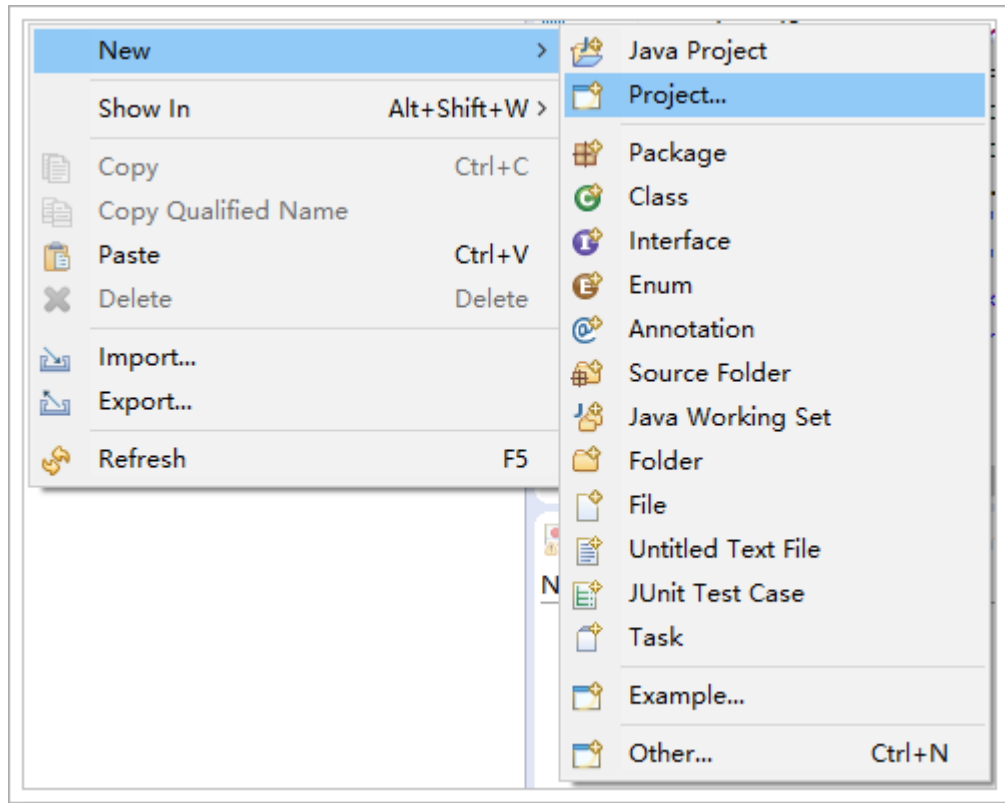 New
Show In Alt+Shift+W
Copy Ctrl+C
Copy Qualified Name
Paste Ctrl+V
Delete Delete
Import...
Export...
Refresh F5
Java Project
Project...
Package
Class
Interface
Enum
Annotation
Source Folder
Java Working Set
Folder
File
Untitled Text File
JUnit Test Case
Task
Example...
Other... Ctrl+N